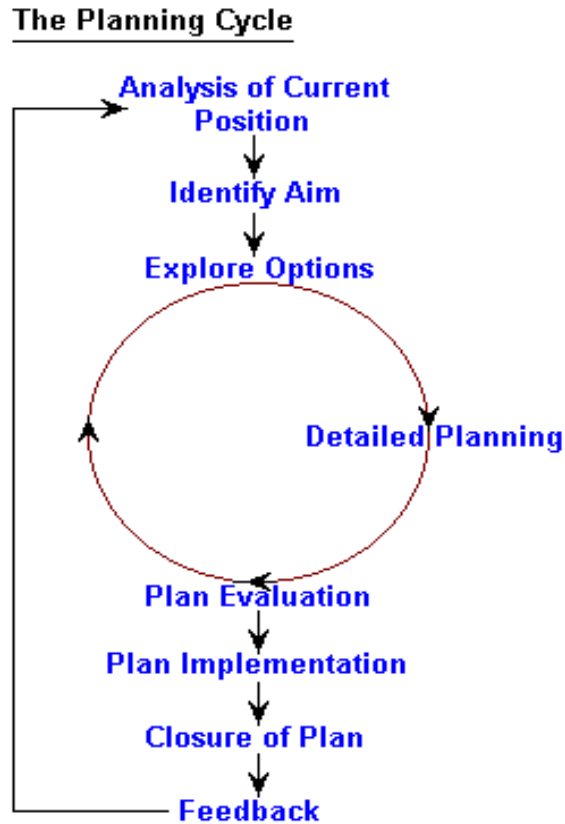 The Planning Cycle
Analysis of Current
Position
Identify Aim
Explore Options
Detailed Planning
Plan Evaluation
Plan Implementation
Closure of Plan
Feedback